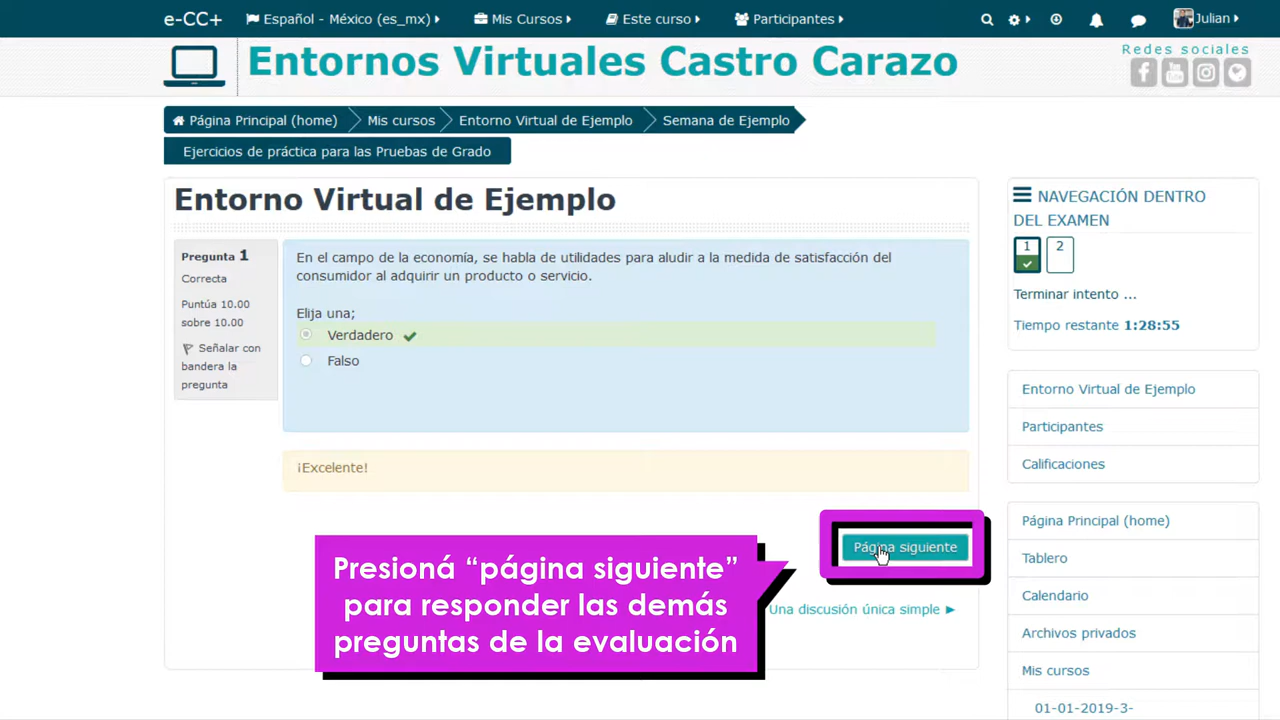 e-CC+
Español - México (es_mx)
Mis Cursos
Este curso
Participantes
Julian
Entornos Virtuales Castro Carazo
Redes sociales
Página Principal (home)
Mis cursos
Entorno Virtual de Ejemplo
Semana de Ejemplo
Ejercicios de práctica para las Pruebas de Grado
Entorno Virtual de Ejemplo
Pregunta 1
Correcta
Puntúa 10.00
sobre 10.00
Señalar con
bandera la
pregunta
En el campo de la economía, se habla de utilidades para aludir a la medida de satisfacción del
consumidor al adquirir un producto o servicio.
Elija una;
Verdadero
Falso
¡Excelente!
Página siguiente
Presioná “página siguiente”
para responder las demás
preguntas de la evaluación
Una discusión única simple ►
NAVEGACIÓN DENTRO
DEL EXAMEN
1
2
Terminar intento ...
Tiempo restante 1:28:55
Entorno Virtual de Ejemplo
Participantes
Calificaciones
Página Principal (home)
Tablero
Calendario
Archivos privados
Mis cursos
01-01-2019-3-